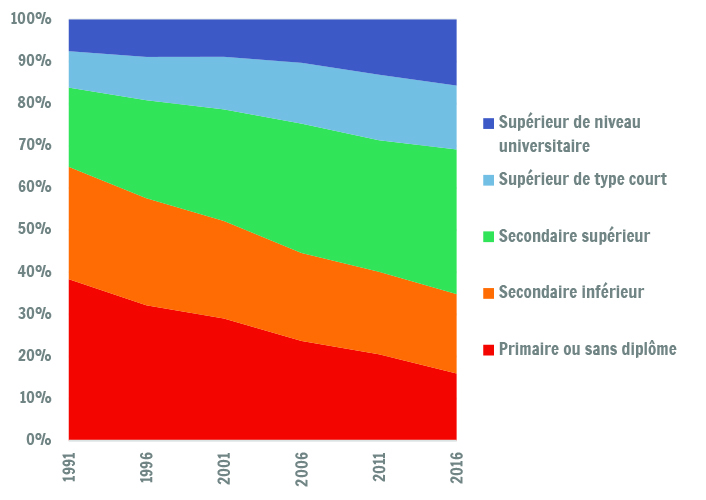 100%
90%
80%
70%
60%
50%
40%
30%
20%
10%
0%
1991
1996
2001
2006
2011
2016
Supérieur de niveau
universitaire
Supérieur de type court
Secondaire supérieur
Secondaire inférieur
Primaire ou sans diplôme